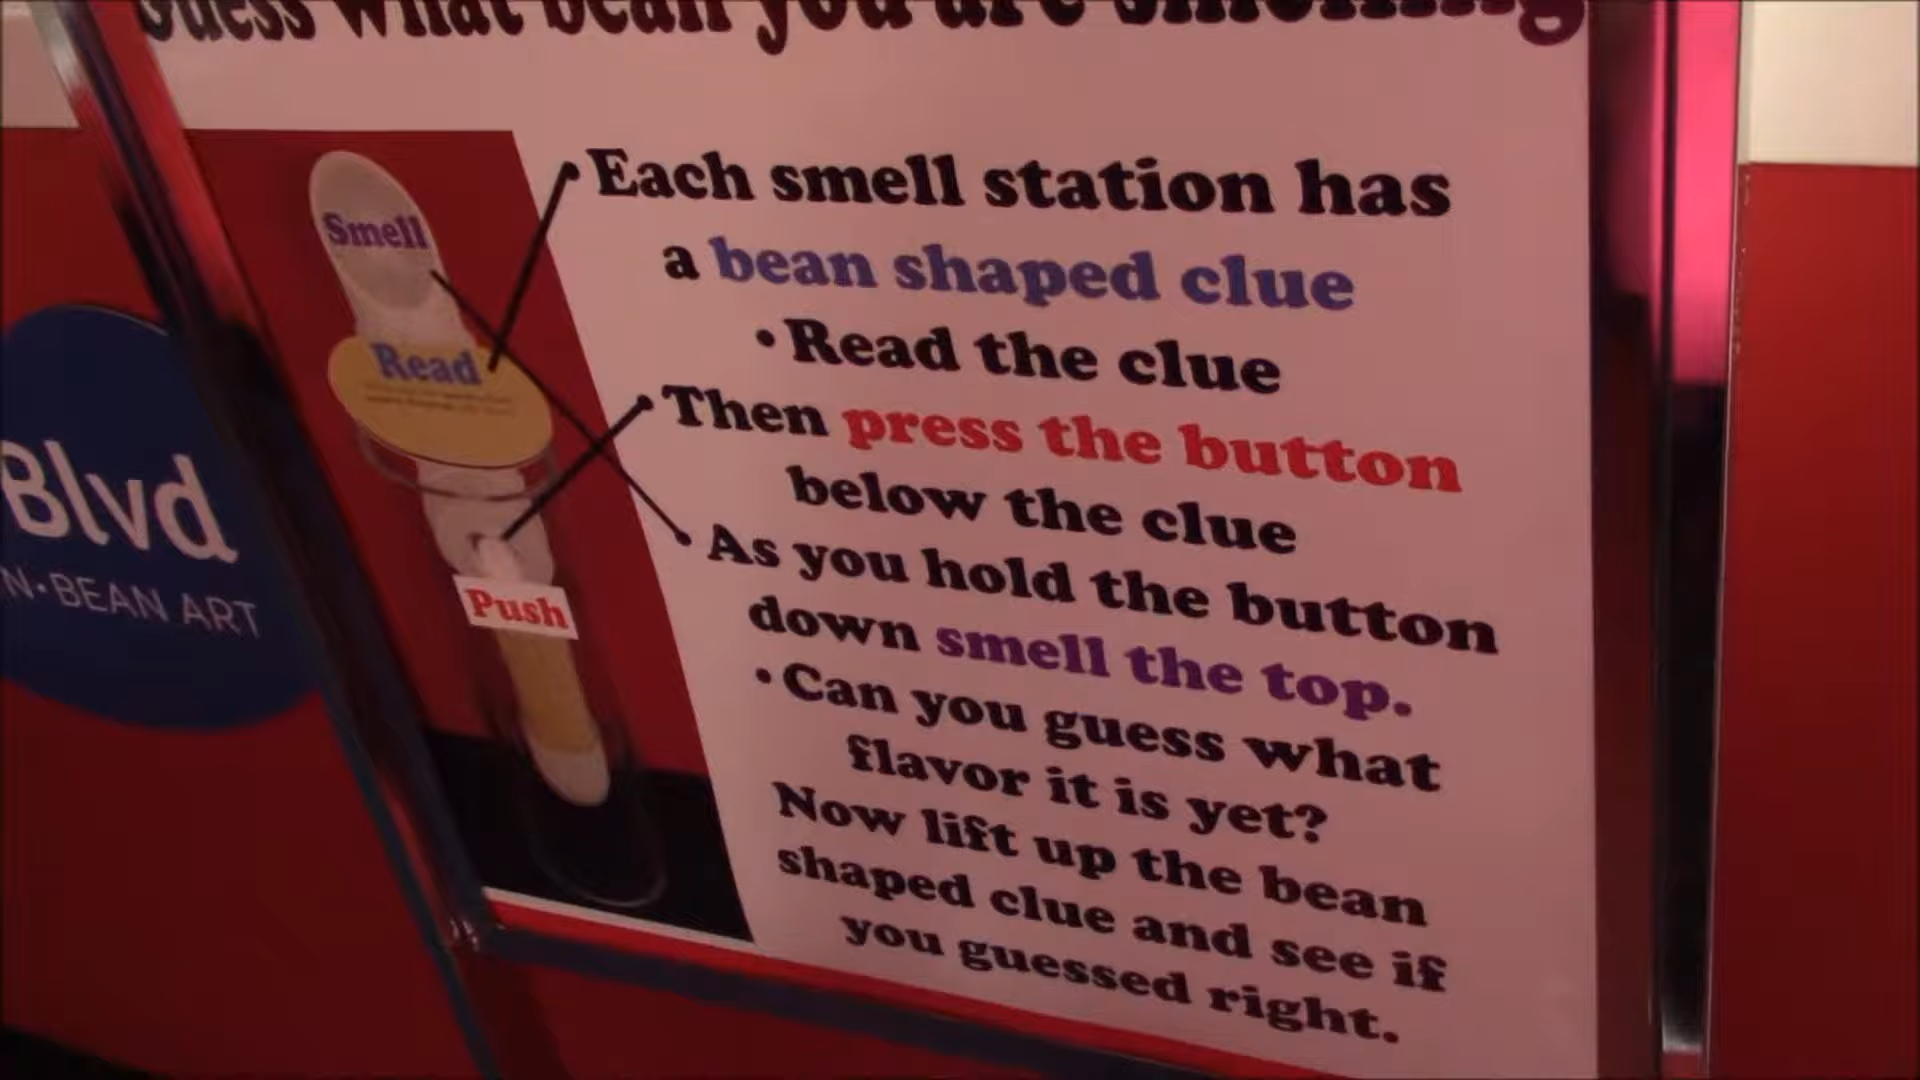 Guess what bean you are smelling
Each smell station has
a bean shaped clue
• Read the clue
Then press the button
below the clue
As you hold the button
down smell the top.
• Can you guess what
flavor it is yet?
Now lift up the bean
shaped clue and see if
you guessed right.
Smell
Read
Push
Blvd
N • BEAN ART